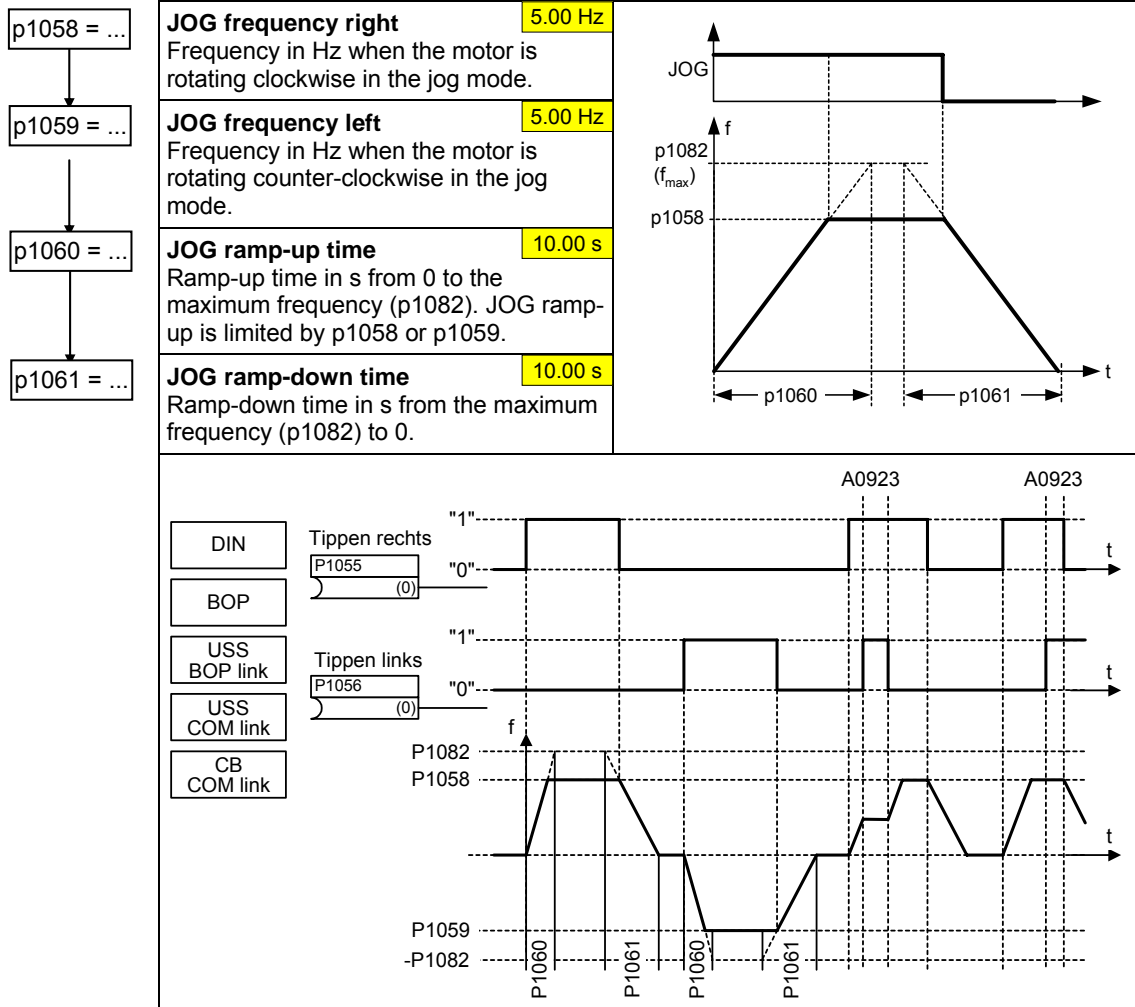 p1058 = ...
p1059 = ...
p1060 = ...
p1061 = ...
JOG frequency right
5.00 Hz
Frequency in Hz when the motor is
rotating clockwise in the jog mode.
JOG frequency left
5.00 Hz
Frequency in Hz when the motor is
rotating counter-clockwise in the jog
mode.
JOG ramp-up time
10.00 s
Ramp-up time in s from 0 to the
maximum frequency (p1082). JOG ramp-
up is limited by p1058 or p1059.
JOG ramp-down time
10.00 s
Ramp-down time in s from the maximum
frequency (p1082) to 0.
JOG
f
p1082
(fmax)
p1058
t
p1060
p1061
A0923
A0923
DIN
BOP
USS
BOP link
USS
COM link
CB
COM link
Tippen rechts
P1055
(0)
"1"
"0"
t
Tippen links
P1056
(0)
"1"
"0"
t
f
P1082
P1058
t
P1059
-P1082
P1060
P1061
P1060
P1061